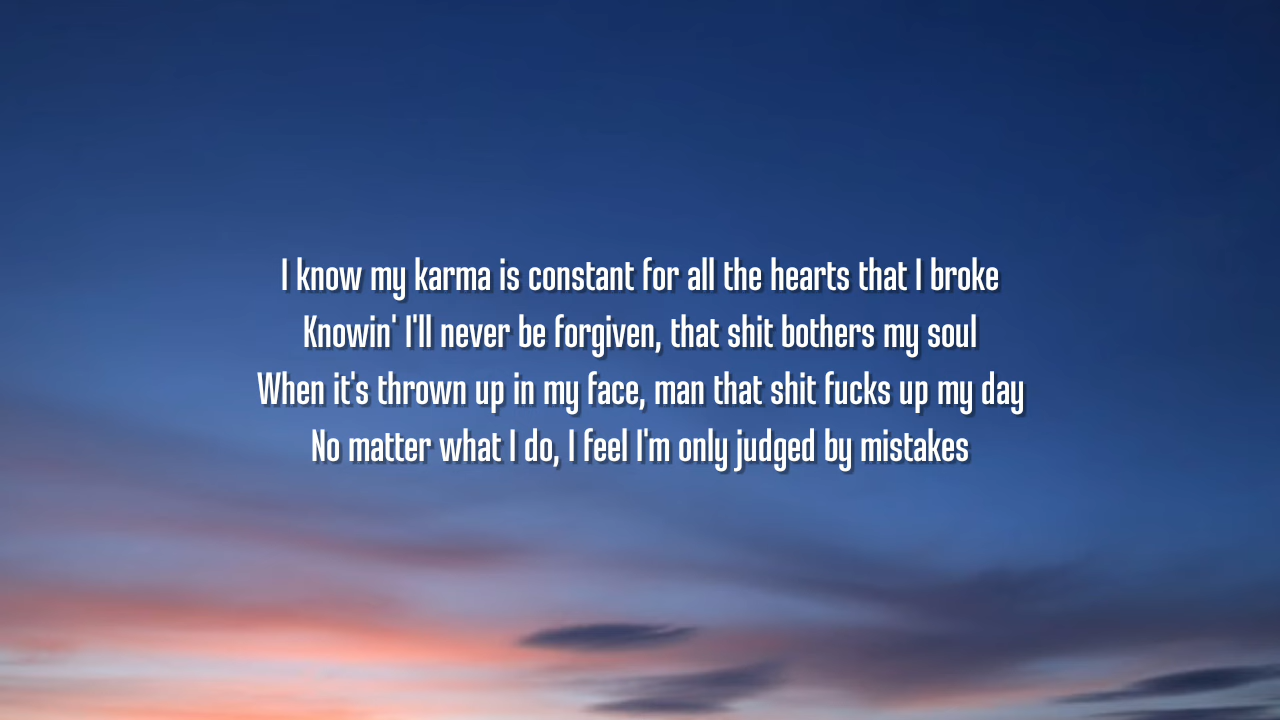 I know my karma is constant for all the hearts that I broke
Knowin' I'll never be forgiven, that shit bothers my soul
When it's thrown up in my face, man that shit fucks up my day
No matter what I do, I feel I'm only judged by mistakes